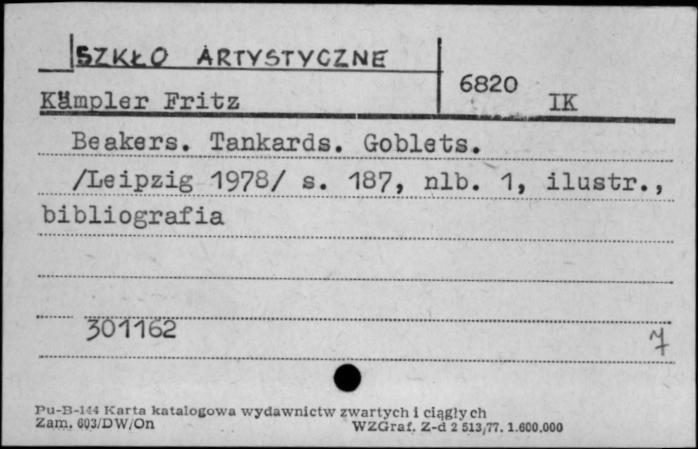 SZKŁO ARTYSTYCZNE
6820
Kämpler Fritz
IK
Beakers. Tankards. Goblets.
/Leipzig 1978/ s. 187, nlb. 1, ilustr.,
bibliografia
301162
7
Pu-B-144 Karta katalogowa wydawnictw zwartych i ciągłych
Zam. 603/DW/On
WZGraf. Z-d 2 513/77. 1.600.000